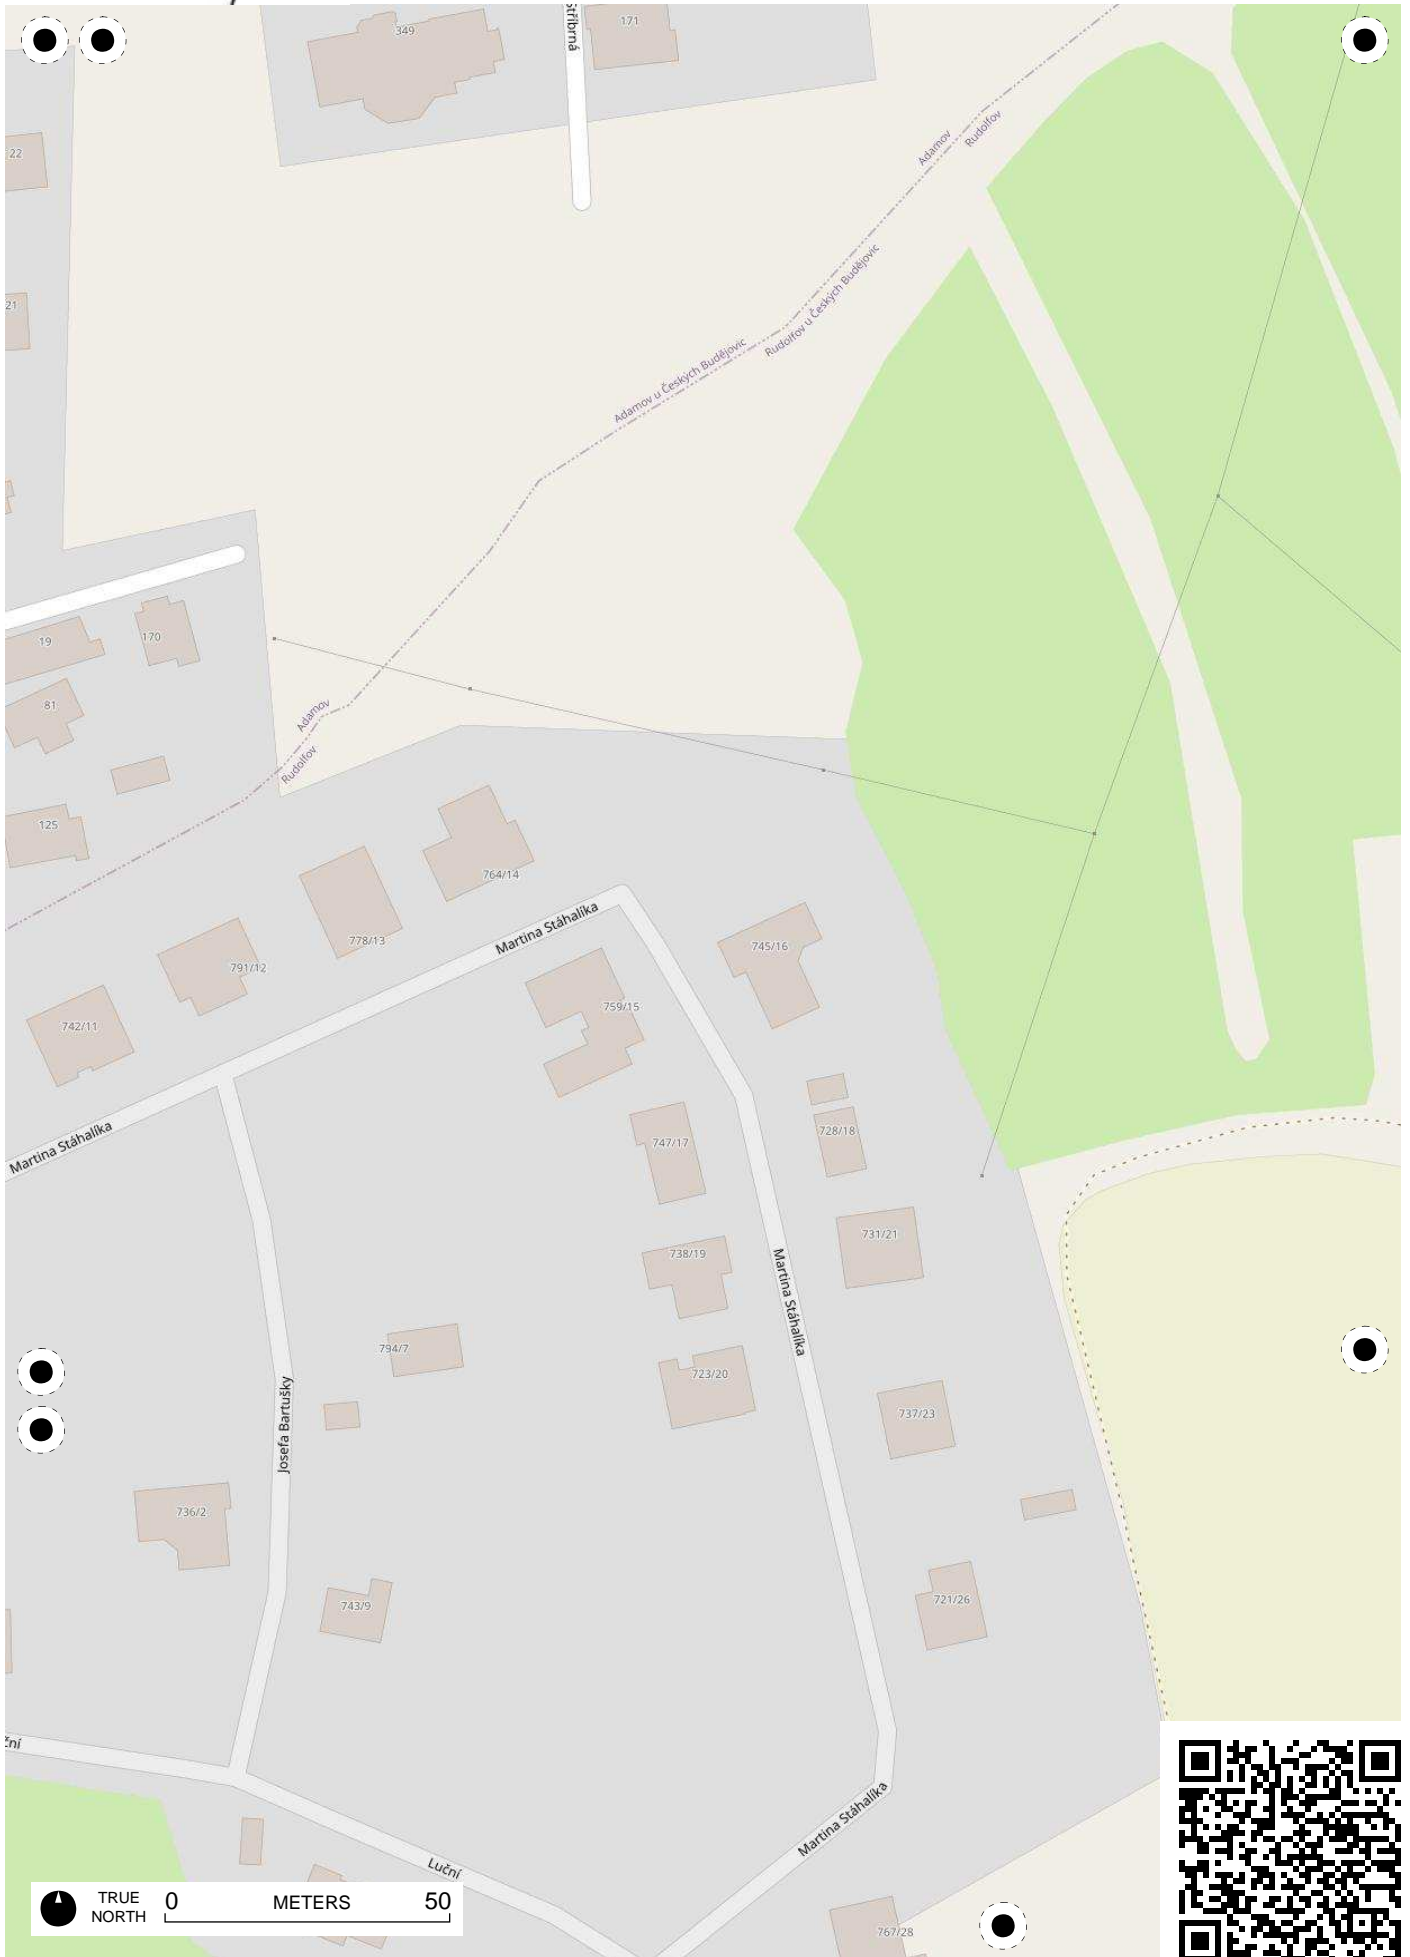 349
Stříbrná
171
22
Adamov
Rudolfov
21
Rudolfov u Českých Budějovic
Adamov u Českých Budějovic
19
170
81
Adamov
Rudolfov
125
764/14
778/13
Martina Stáhalíka
745/16
791/12
759/15
742/11
728/18
Martina Stáhalíka
747/17
731/21
738/19
Martina Stáhalíka
794/7
723/20
Josefa Bartušky
737/23
736/2
721/26
743/9
ční
Martina Stáhalíka
Luční
TRUE
NORTH
0 METERS 50
767/28